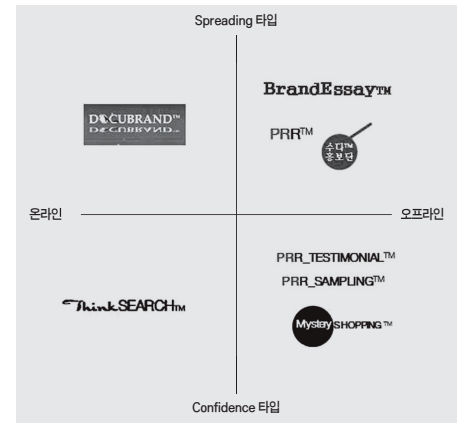 Spreading 타입
BrandEssay™
DOCUBRAND™
PRR™
수다™
홍보단
온라인
오프라인
PRR_TESTIMONIAL™
PRR_SAMPLING™
ThinkSEARCH™
Mystery SHOPPING™
Confidence 타입